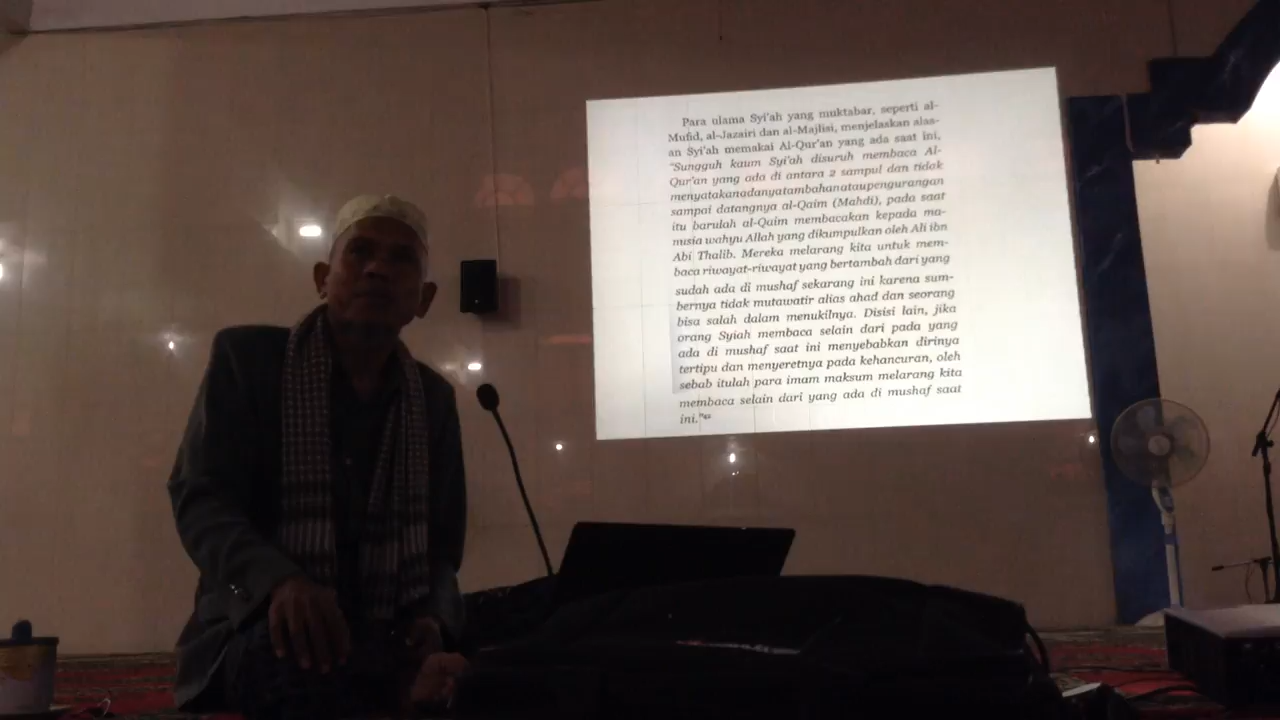 Para ulama Syi'ah yang muktabar, seperti al-
Mufid, al-Jazairi dan al-Majlisi, menjelaskan alas-
an Syi'ah memakai Al-Qur'an yang ada saat ini,
"Sungguh kaum Syi'ah disuruh membaca Al-
Qur'an yang ada di antara 2 sampul dan tidak
menyatakanadanyatambahanataupengurangan
sampai datangnya al-Qaim (Mahdi), pada saat
itu barulah al-Qaim membacakan kepada ma-
nusia wahyu Allah yang dikumpulkan oleh Ali ibn
Abi Thalib. Mereka melarang kita untuk mem-
baca riwayat-riwayat yang bertambah dari yang
sudah ada di mushaf sekarang ini karena sum-
bernya tidak mutawatir alias ahad dan seorang
bisa salah dalam menukilnya. Disisi lain, jika
orang Syiah membaca selain dari pada yang
ada di mushaf saat ini menyebabkan dirinya
tertipu dan menyeretnya pada kehancuran, oleh
sebab itulah para imam maksum melarang kita
membaca selain dari yang ada di mushaf saat
ini."